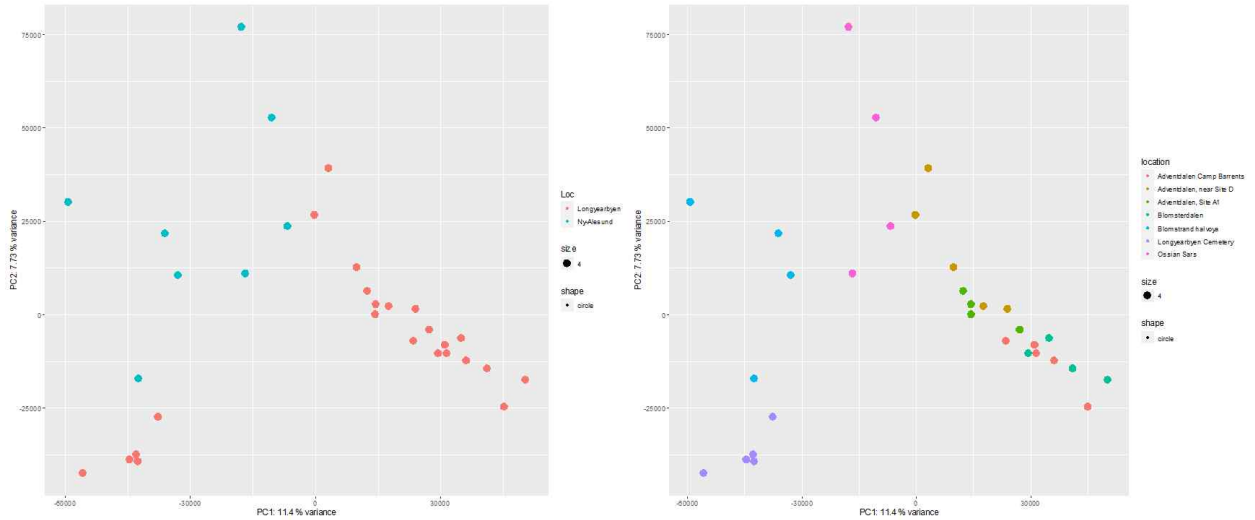 75000
50000
25000
0
-25000
-60000
-30000
0
30000
PC2: 7.73 % variance
PC1: 11.4 % variance
Loc
Longyearbyen
Ny-Alesund
size
4
shape
circle
75000
50000
25000
0
-25000
-60000
-30000
0
30000
PC2: 7.73 % variance
PC1: 11.4 % variance
location
Adventdalen Camp Barrents
Adventdalen, near Site D
Adventdalen, Site A1
Blomsterdalen
Blomstrand halvoya
Longyearbyen Cemetery
Ossian Sars
size
4
shape
circle